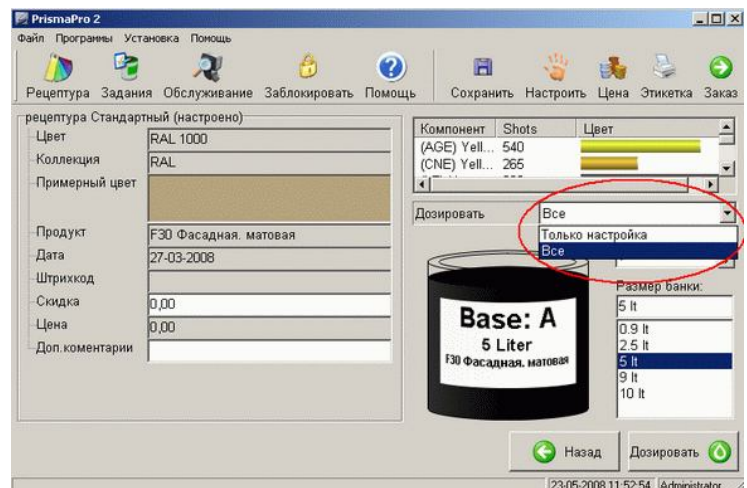 PrismaPro 2
Файл Программы Установка Помощь
Рецептура Задания Обслуживание Заблокировать Помощь Сохранить Настроить Цена Этикетка Заказ
рецептура Стандартный (настроено)
Цвет RAL 1000
Коллекция RAL
Примерный цвет
Продукт F30 Фасадная. матовая
Дата 27-03-2008
Штрихкод
Скидка 0,00
Цена 0,00
Доп.коментарии
Компонент Shots Цвет
(AGE) Yell... 540
(CNE) Yell... 265
Дозировать Все
Только настройка
Все
Размер банки:
5 lt
0.9 lt
2.5 lt
5 lt
9 lt
10 lt
Base: A
5 Liter
F30 Фасадная. матовая
Назад Дозировать
23-05-2008 11:52:54 Administrator